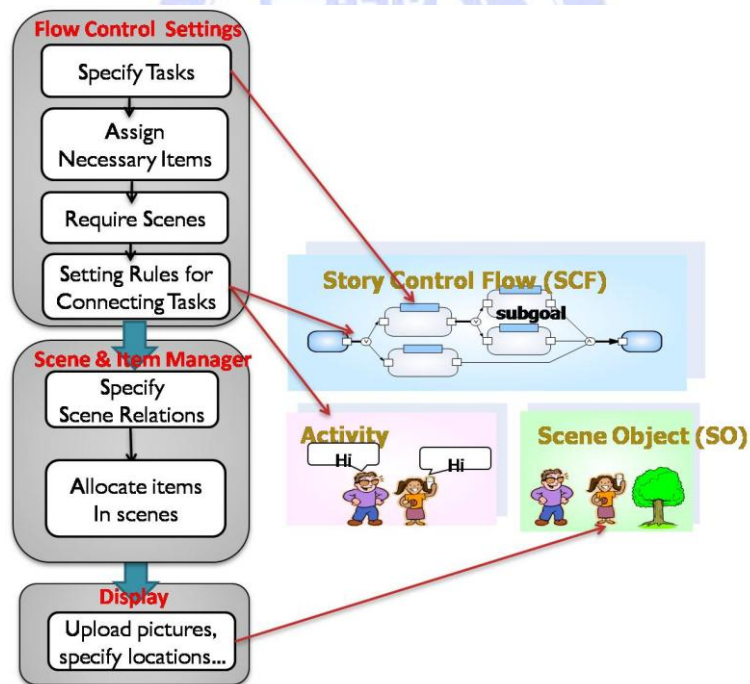 Flow Control Settings
Specify Tasks
Assign
Necessary Items
Require Scenes
Setting Rules for
Connecting Tasks
Scene & Item Manager
Specify
Scene Relations
Allocate items
In scenes
Display
Upload pictures,
specify locations...
Story Control Flow (SCF)
subgoal
v
v
^
Activity
Hi
Hi
Scene Object (SO)